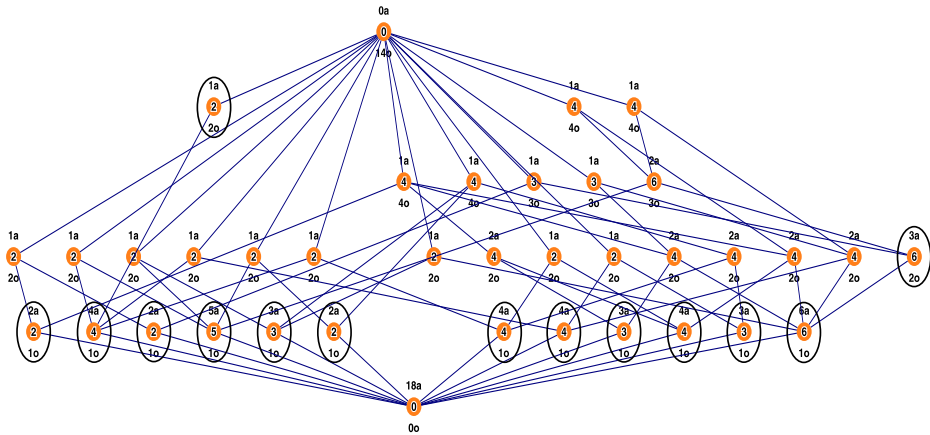 0a
0
14o
1a 1a 1a
2 4 4
2o 4o 4o
1a 1a 1a 1a 2a
4 4 3 3 6
4o 4o 3o 3o 3o
1a 1a 1a 1a 1a 1a 1a 2a 1a 1a 2a 2a 2a 2a 3a
2 2 2 2 2 2 2 4 2 2 4 4 4 4 6
2o 2o 2o 2o 2o 2o 2o 2o 2o 2o 2o 2o 2o 2o 2o
2a 4a 2a 5a 3a 2a 4a 4a 3a 4a 3a 6a
2 4 2 5 3 2 4 4 3 4 3 6
1o 1o 1o 1o 1o 1o 1o 1o 1o 1o 1o 1o
18a
0
0o